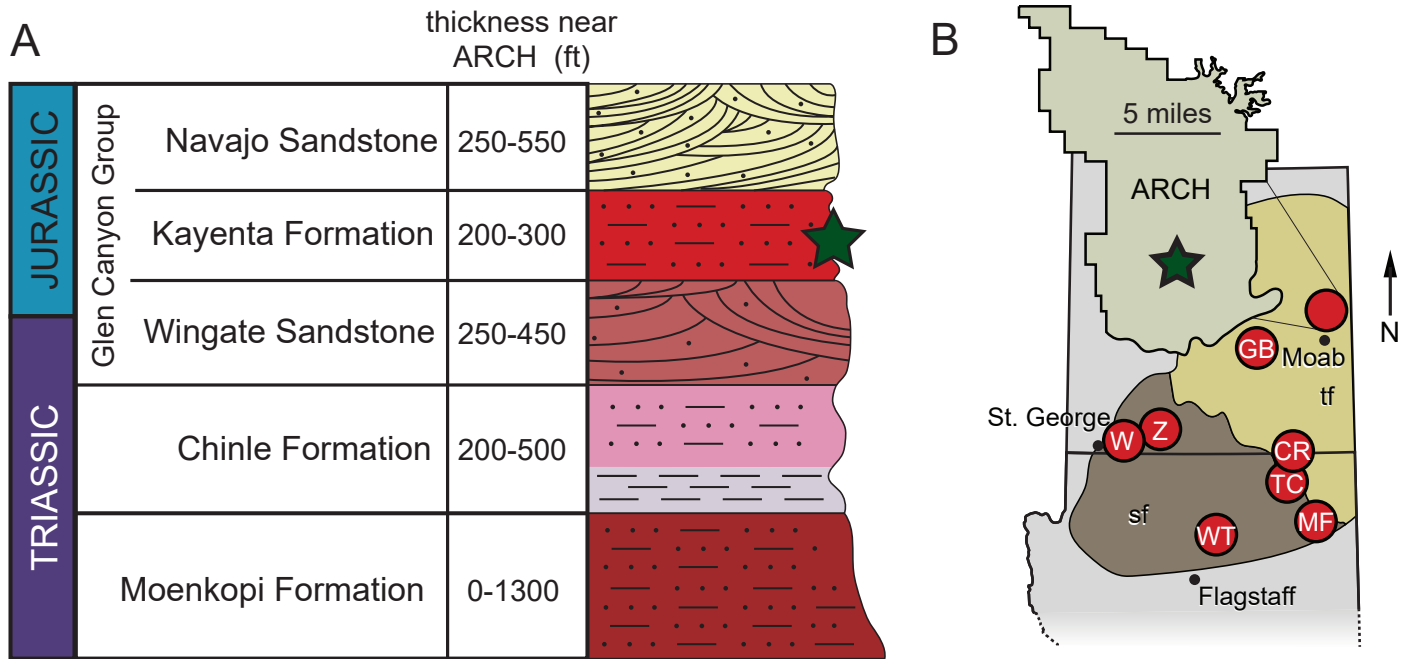 A
thickness near
ARCH (ft)
JURASSIC
TRIASSIC
Glen Canyon Group
Navajo Sandstone
250-550
Kayenta Formation
200-300
Wingate Sandstone
250-450
Chinle Formation
200-500
Moenkopi Formation
0-1300
B
5 miles
ARCH
N
GB
Moab
tf
St. George
W
Z
CR
TC
sf
WT
MF
Flagstaff